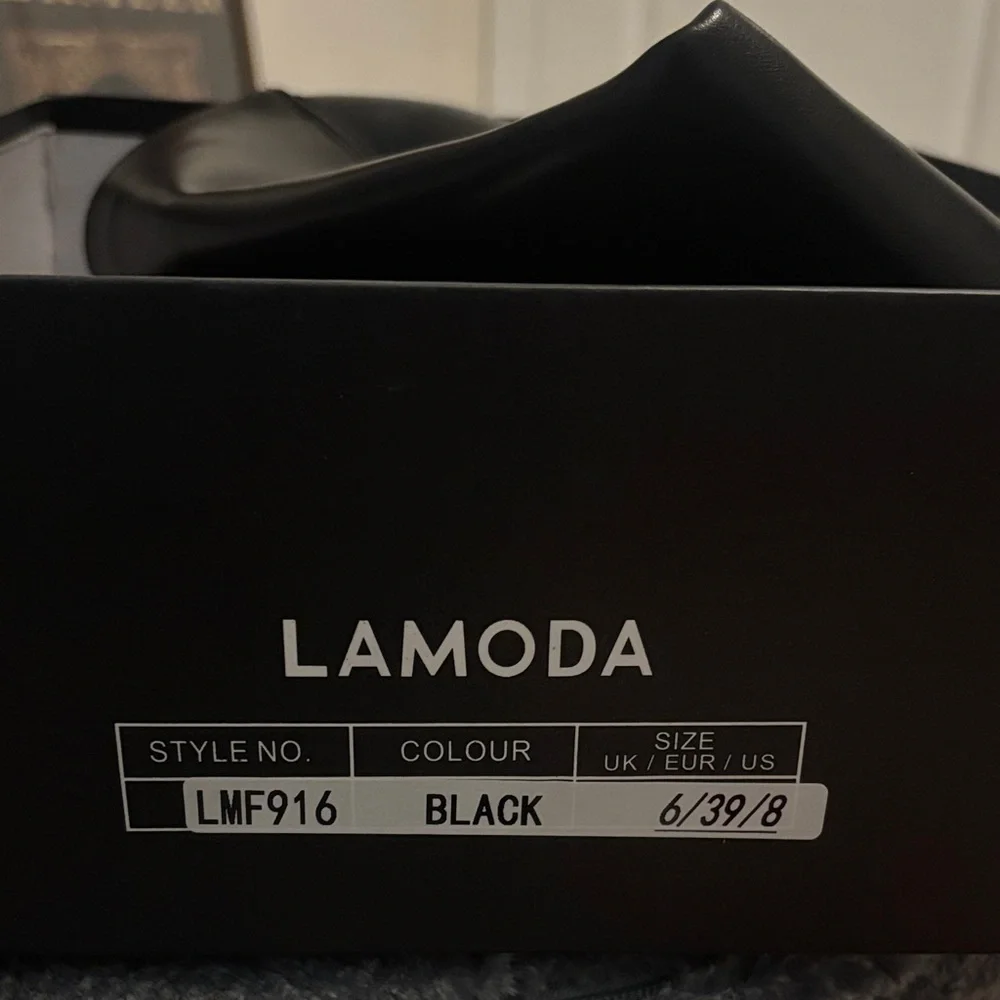 LAMODA
STYLE NO. COLOUR SIZE
UK / EUR / US
LMF916 BLACK 6/39/8